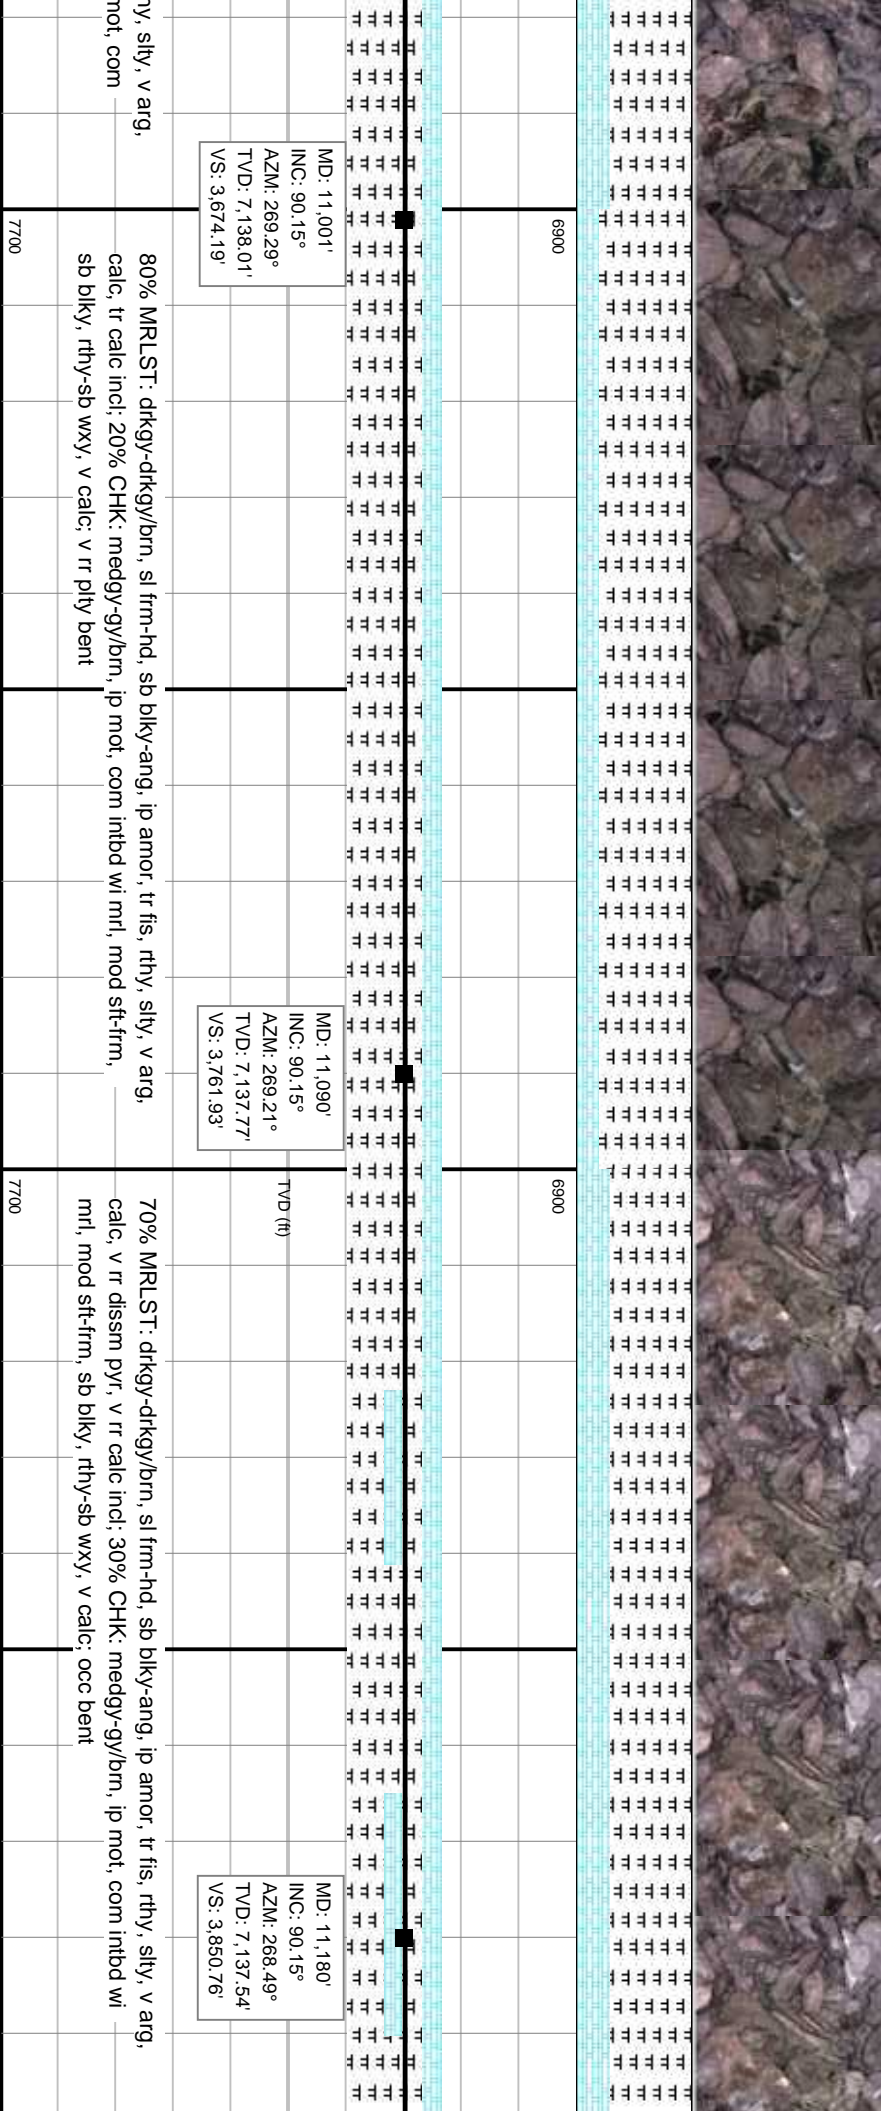 hy, slty, v arg,
mot, com
MD: 11,001'
INC: 90.15°
AZM: 269.29°
TVD: 7,138.01'
VS: 3,674.19'
6900
7700
80% MRLST: drkgy-drkgy/brn, sl frm-hd, sb blky-ang, ip amor, tr fis, rthy, slty, v arg,
calc, tr calc incl; 20% CHK: medgy-gy/brn, ip mot, com intbd wi mrl, mod sft-frm,
sb blky, rthy-sb wxy, v calc; v rr plty bent
MD: 11,090'
INC: 90.15°
AZM: 269.21°
TVD: 7,137.77'
VS: 3,761.93'
6900
TVD (ft)
7700
70% MRLST: drkgy-drkgy/brn, sl frm-hd, sb blky-ang, ip amor, tr fis, rthy, slty, v arg,
calc, v rr dissm pyr, v rr calc incl; 30% CHK: medgy-gy/brn, ip mot, com intbd wi
mrl, mod sft-frm, sb blky, rthy-sb wxy, v calc; occ bent
MD: 11,180'
INC: 90.15°
AZM: 268.49°
TVD: 7,137.54'
VS: 3,850.76'